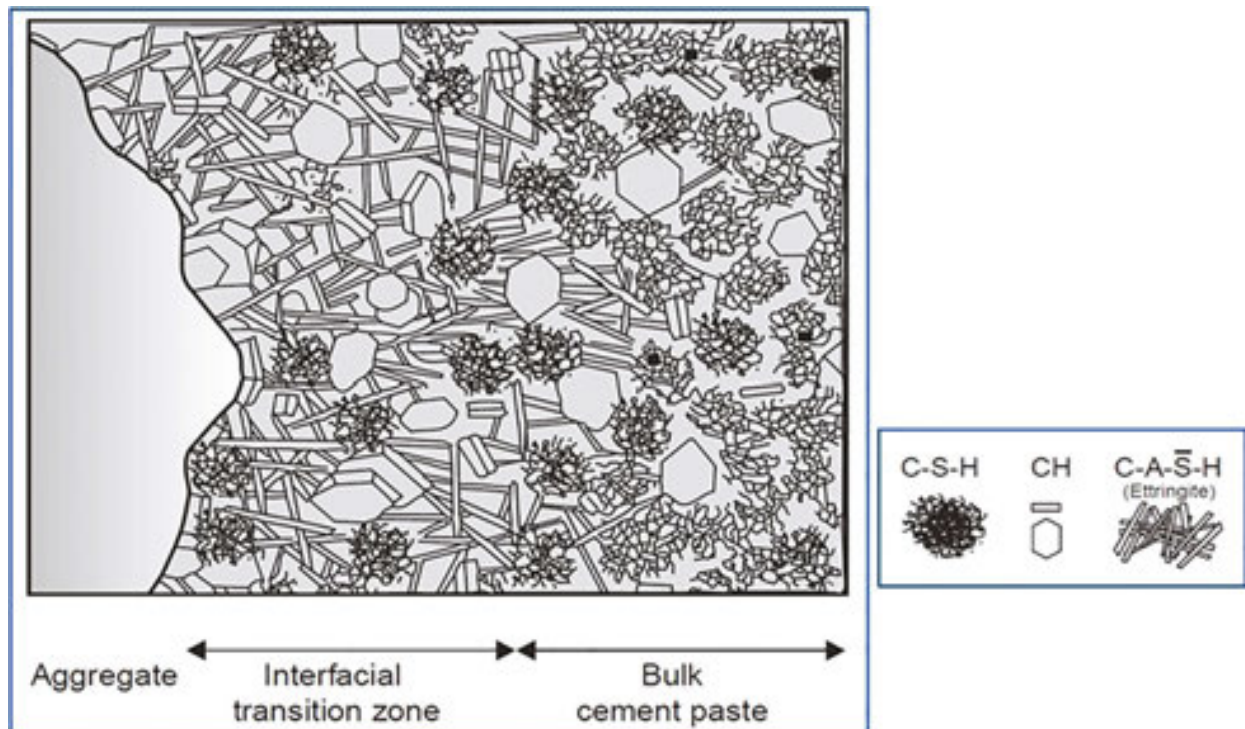 Aggregate
Interfacial
transition zone
Bulk
cement paste
C-S-H
CH
C-A-S̅-H
(Ettringite)